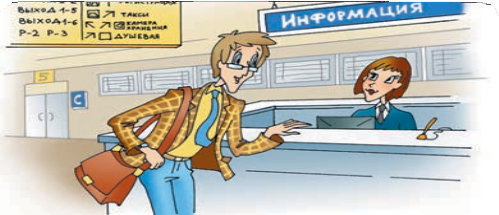 ВЫХОД 1-5
ВЫХОД 1-6
Р-2 Р-3
ТАКСИ
КАМЕРА
ХРАНЕНИЯ
ДУШЕВАЯ
ИНФОРМАЦИЯ
5
С